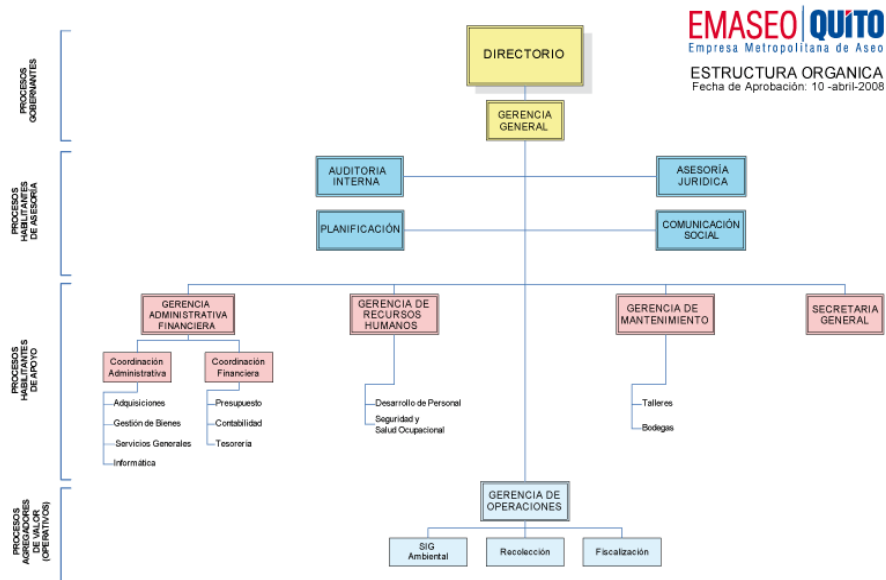 EMASEO QUITO
Empresa Metropolitana de Aseo
ESTRUCTURA ORGANICA
Fecha de Aprobación: 10 -abril-2008
PROCESOS
GOBERNANTES
DIRECTORIO
GERENCIA
GENERAL
PROCESOS
HABILITANTES
DE ASESORÍA
AUDITORIA
INTERNA
ASESORÍA
JURIDICA
PLANIFICACIÓN
COMUNICACIÓN
SOCIAL
PROCESOS
HABILITANTES
DE APOYO
GERENCIA
ADMINISTRATIVA
FINANCIERA
GERENCIA DE
RECURSOS
HUMANOS
GERENCIA DE
MANTENIMIENTO
SECRETARIA
GENERAL
Coordinación
Administrativa
Coordinación
Financiera
Adquisiciones
Gestión de Bienes
Servicios Generales
Informática
Presupuesto
Contabilidad
Tesorería
Desarrollo de Personal
Seguridad y
Salud Ocupacional
Talleres
Bodegas
PROCESOS
AGREGADORES
DE VALOR
(OPERATIVOS)
GERENCIA DE
OPERACIONES
SIG
Ambiental
Recolección
Fiscalización